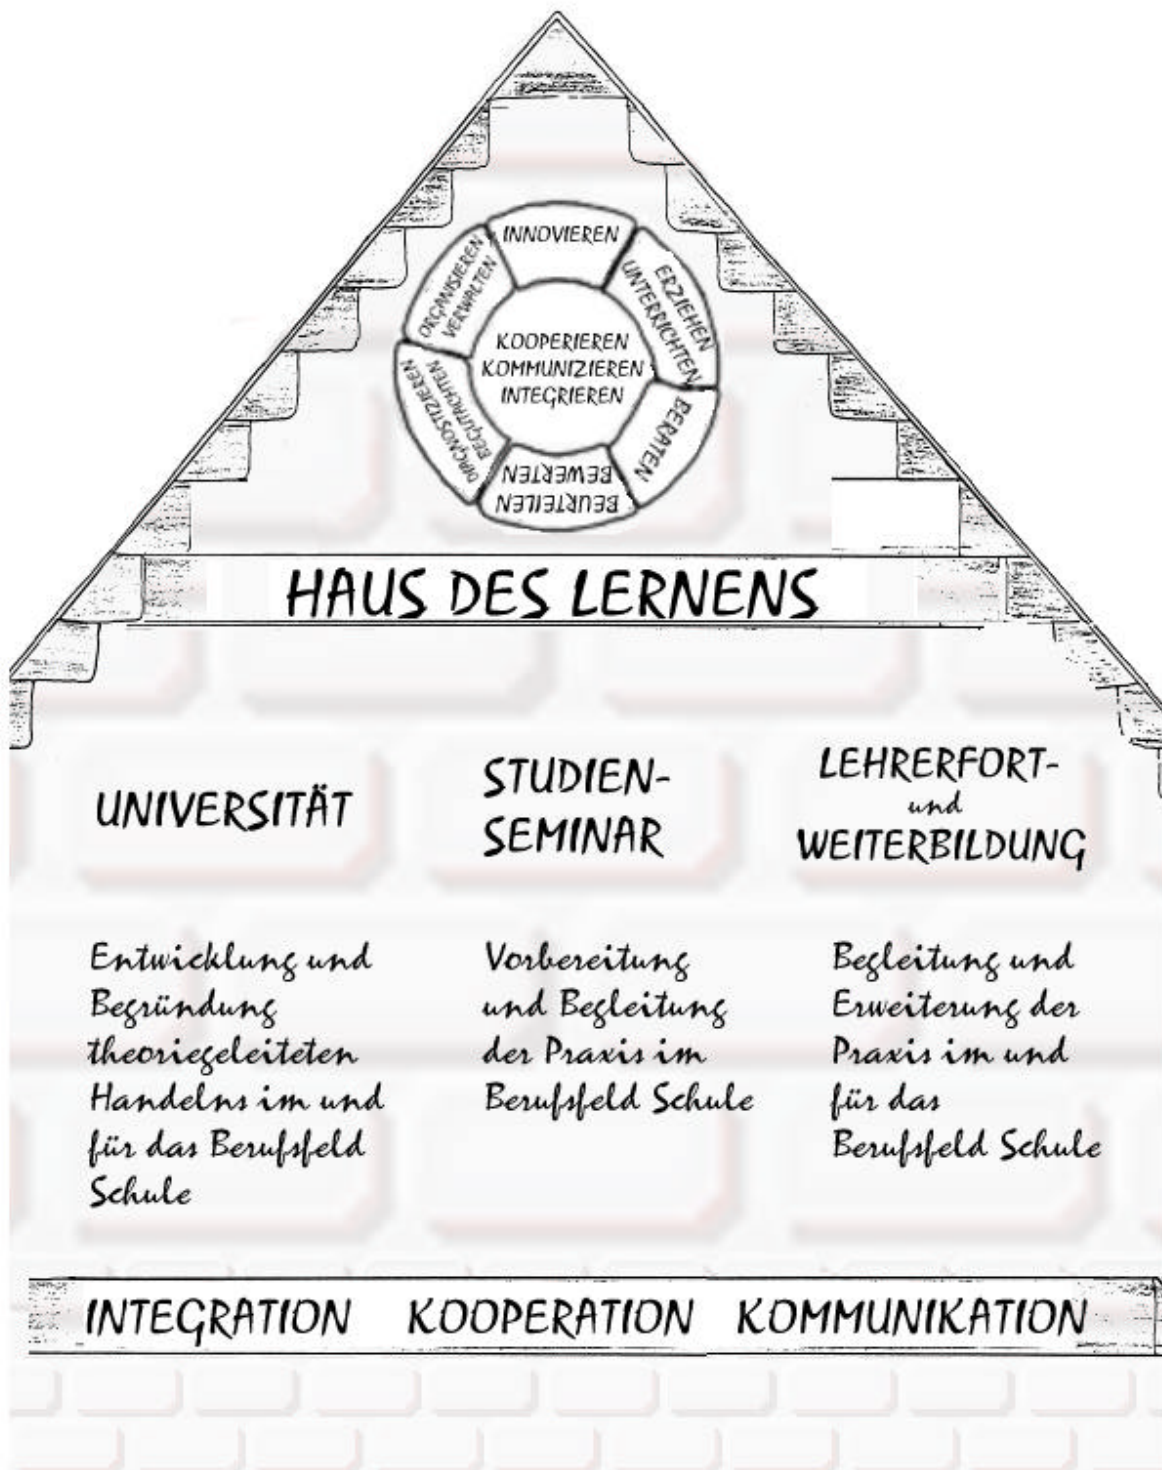 INNOVIEREN
ERZIEHEN
UNTERRICHTEN
BERATEN
BEWERTEN
BEURTEILEN
DIAGNOSTIZIEREN
BEGUTACHTEN
ORGANISIEREN
VERWALTEN
KOOPERIEREN
KOMMUNIZIEREN
INTEGRIEREN
HAUS DES LERNENS
UNIVERSITÄT
Entwicklung und
Begründung
theoriegeleiteten
Handelns im und
für das Berufsfeld
Schule
STUDIEN-
SEMINAR
Vorbereitung
und Begleitung
der Praxis im
Berufsfeld Schule
LEHRERFORT-
und
WEITERBILDUNG
Begleitung und
Erweiterung der
Praxis im und
für das
Berufsfeld Schule
INTEGRATION KOOPERATION KOMMUNIKATION